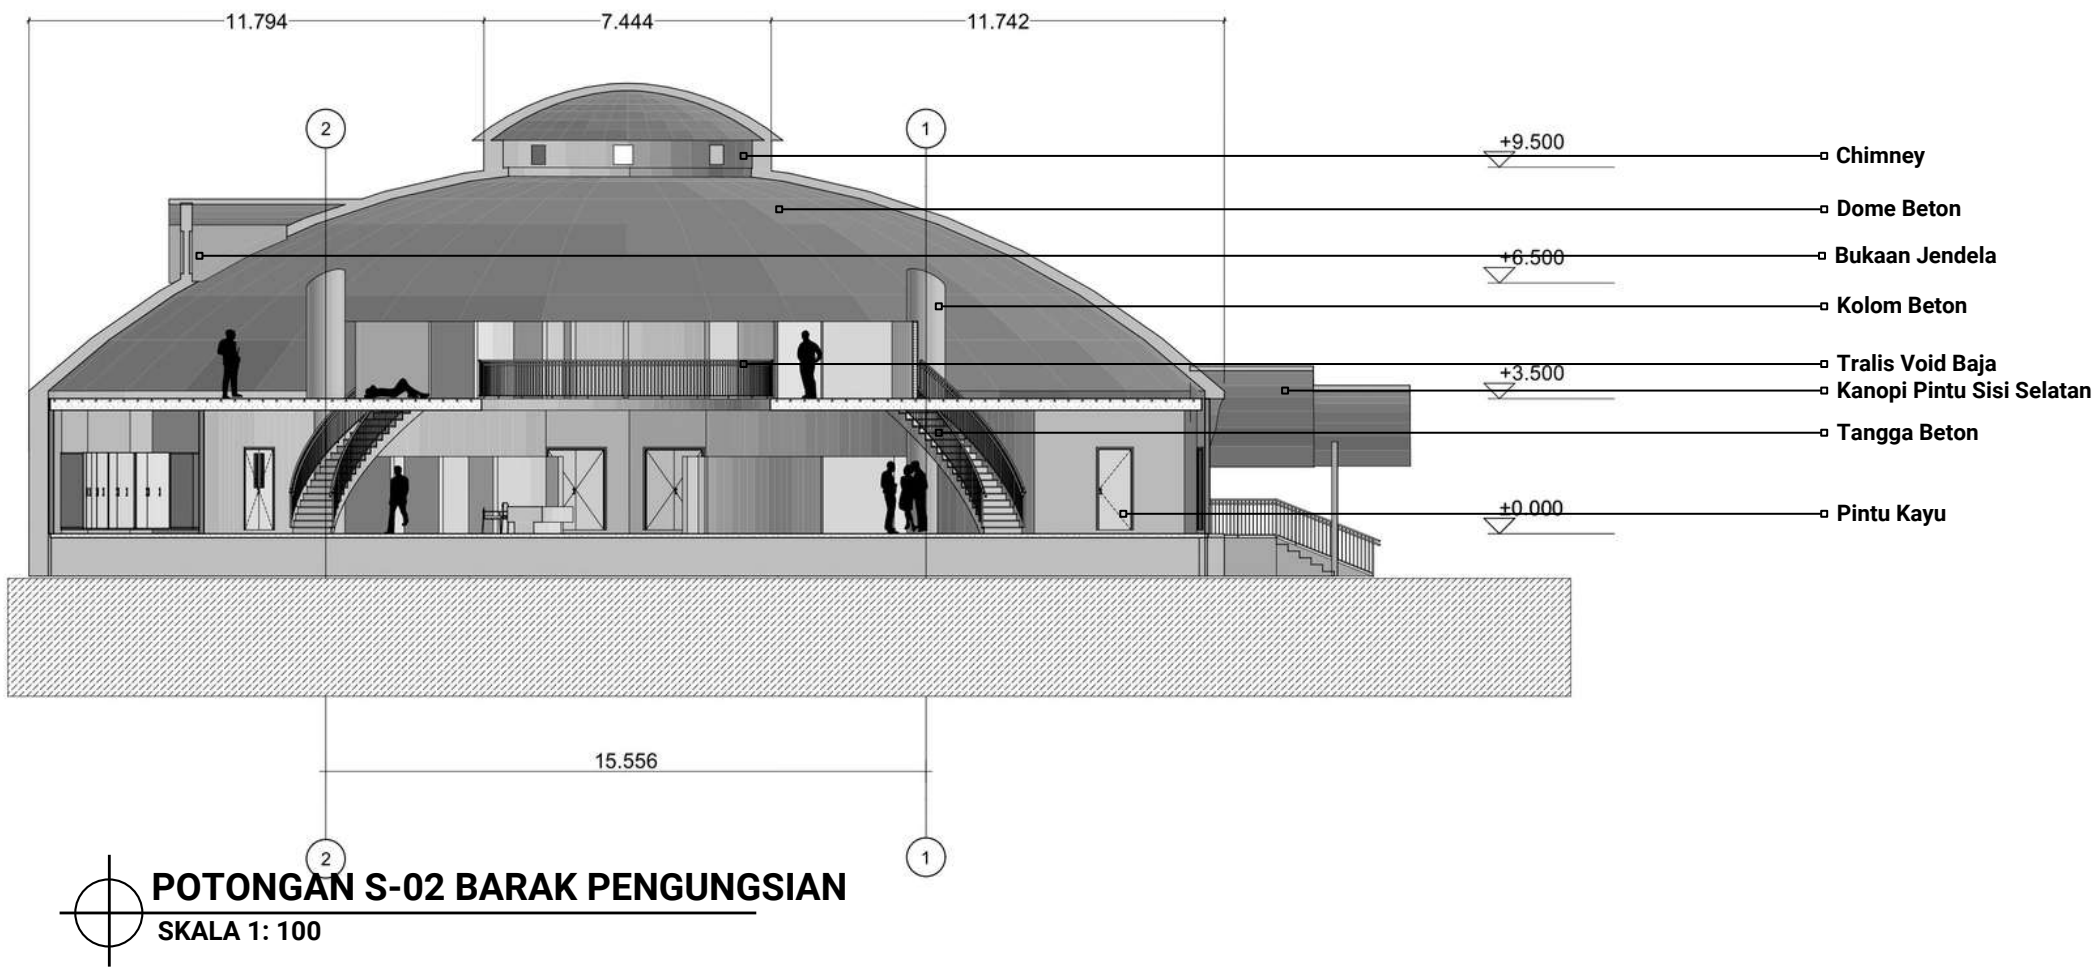 11.794
7.444
11.742
2
1
+9.500
Chimney
Dome Beton
Bukaan Jendela
+6.500
Kolom Beton
Tralis Void Baja
+3.500
Kanopi Pintu Sisi Selatan
Tangga Beton
+0.000
Pintu Kayu
15.556
2
1
POTONGAN S-02 BARAK PENGUNGSIAN
SKALA 1: 100